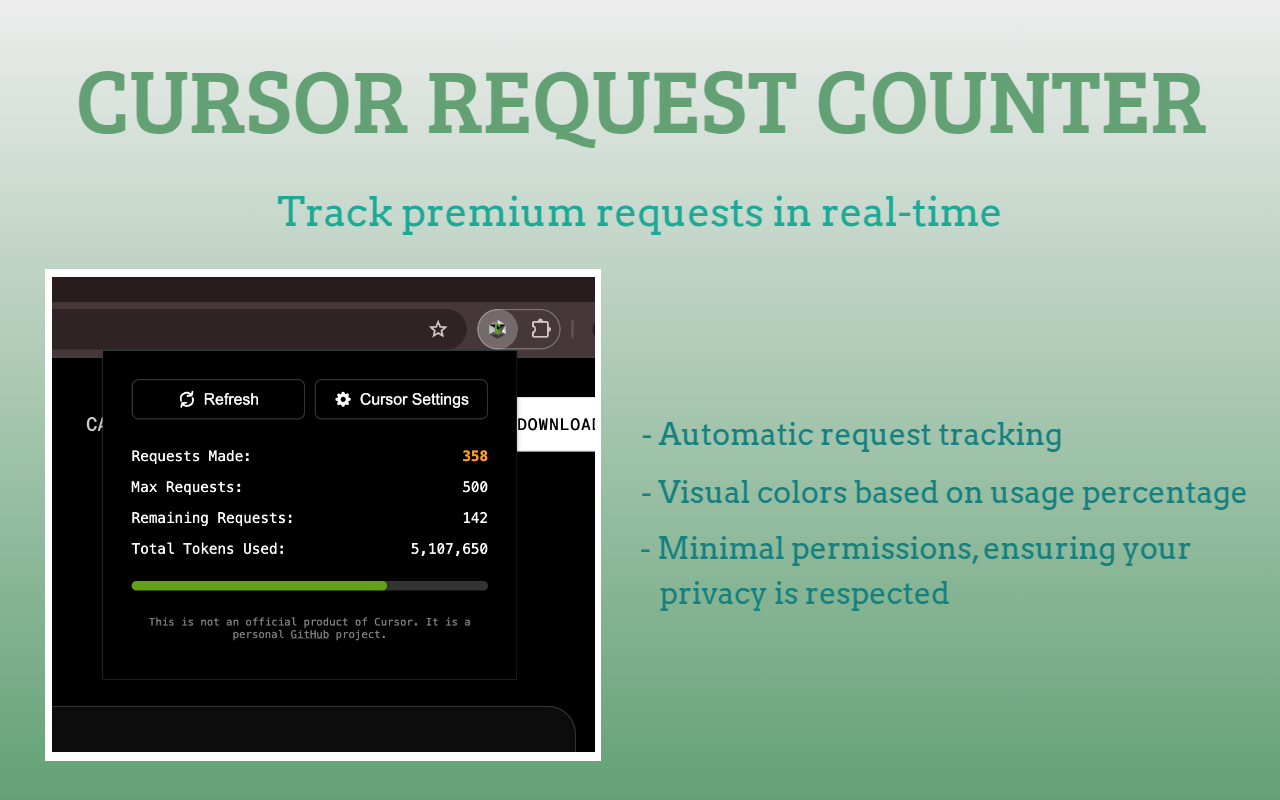 CURSOR REQUEST COUNTER
Track premium requests in real-time
Refresh
Cursor Settings
DOWNLOAD
Requests Made: 358
Max Requests: 500
Remaining Requests: 142
Total Tokens Used: 5,107,650
This is not an official product of Cursor. It is a
personal GitHub project.
- Automatic request tracking
- Visual colors based on usage percentage
- Minimal permissions, ensuring your
privacy is respected